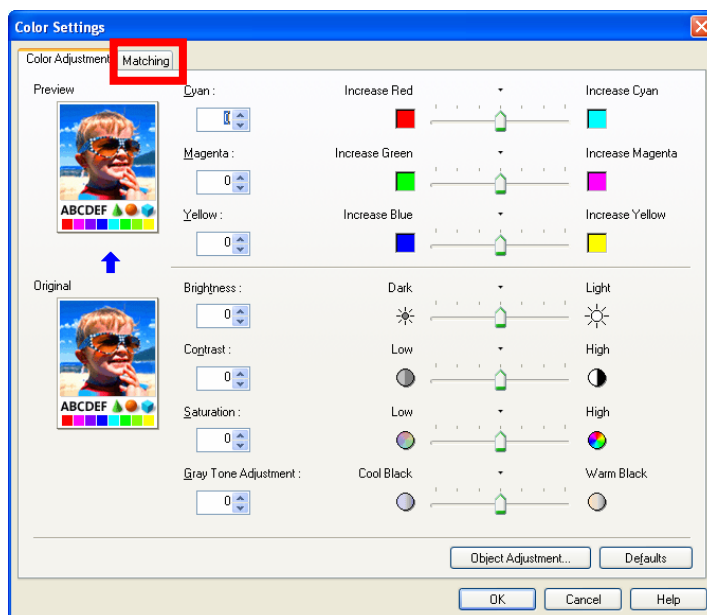 Color Settings
Color Adjustment Matching
Preview
Cyan : Increase Red Increase Cyan
0
Magenta : Increase Green Increase Magenta
0
ABCDEF
Yellow : Increase Blue Increase Yellow
0
Original
Brightness : Dark Light
0
Contrast : Low High
0
ABCDEF
Saturation : Low High
0
Gray Tone Adjustment : Cool Black Warm Black
0
Object Adjustment... Defaults
OK Cancel Help